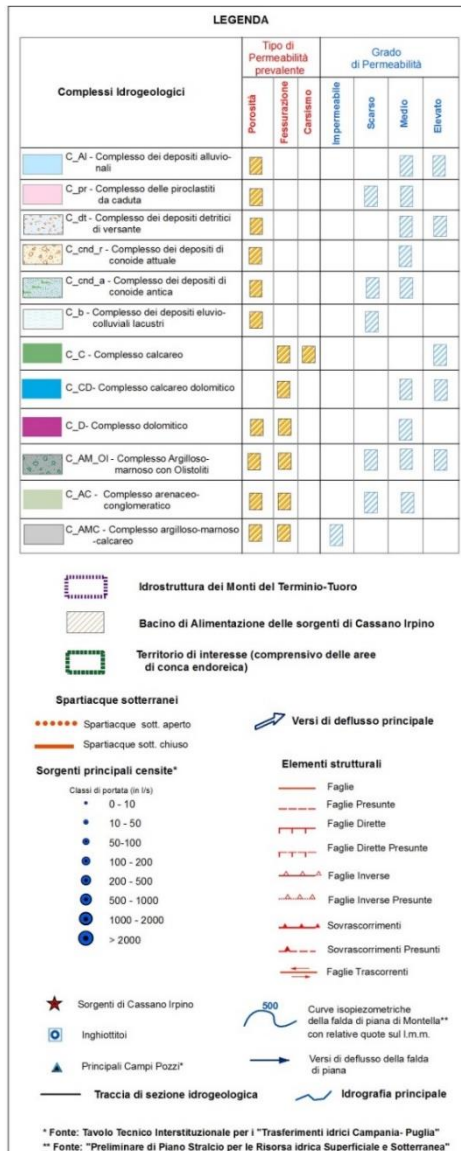 LEGENDA
Complessi Idrogeologici
Tipo di
Permeabilità
prevalente
Grado
di Permeabilità
Porosità
Fessurazione
Carsismo
Impermeabile
Scarso
Medio
Elevato
C_Al - Complesso dei depositi alluvio-
nali
C_pr - Complesso delle piroclastiti
da caduta
C_dt - Complesso dei depositi detritici
di versante
C_cnd_r - Complesso dei depositi di
conoide attuale
C_cnd_a - Complesso dei depositi di
conoide antica
C_b - Complesso dei depositi eluvio-
colluviali lacustri
C_C - Complesso calcareo
C_CD- Complesso calcareo dolomitico
C_D- Complesso dolomitico
C_AM_Ol - Complesso Argilloso-
marnoso con Olistoliti
C_AC - Complesso arenaceo-
conglomeratico
C_AMC - Complesso argilloso-marnoso
-calcareo
Idrostruttura dei Monti del Terminio-Tuoro
Bacino di Alimentazione delle sorgenti di Cassano Irpino
Territorio di interesse (comprensivo delle aree
di conca endoreica)
Spartiacque sotterranei
Spartiacque sott. aperto
Spartiacque sott. chiuso
Versi di deflusso principale
Sorgenti principali censite*
Classi di portata (in l/s)
0 - 10
10 - 50
50-100
100 - 200
200 - 500
500 - 1000
1000 - 2000
> 2000
Elementi strutturali
Faglie
Faglie Presunte
Faglie Dirette
Faglie Dirette Presunte
Faglie Inverse
Faglie Inverse Presunte
Sovrascorrimenti
Sovrascorrimenti Presunti
Faglie Trascorrenti
Sorgenti di Cassano Irpino
Inghiottitoi
Principali Campi Pozzi*
500
Curve isopiezometriche
della falda di piana di Montella**
con relative quote sul l.m.m.
Versi di deflusso della falda
di piana
Traccia di sezione idrogeologica
Idrografia principale
* Fonte: Tavolo Tecnico Interstituzionale per i "Trasferimenti idrici Campania- Puglia"
** Fonte: "Preliminare di Piano Stralcio per le Risorsa idrica Superficiale e Sotterranea"